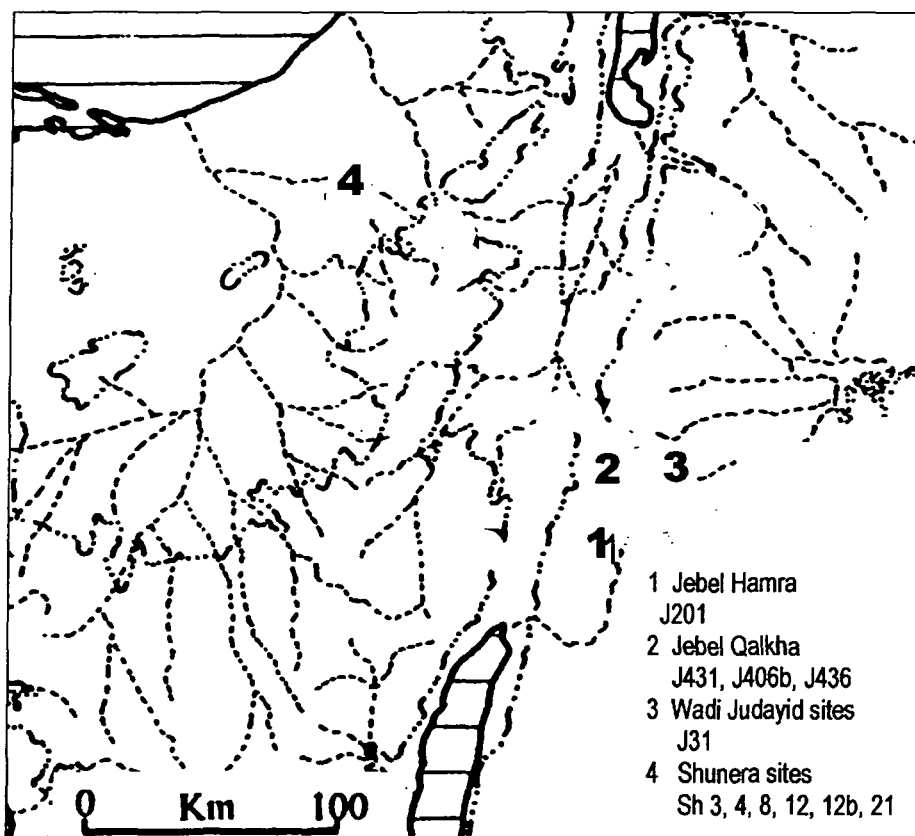 4
2 3
1
1 Jebel Hamra
J201
2 Jebel Qalkha
J431, J406b, J436
3 Wadi Judayid sites
J31
4 Shunera sites
Sh 3, 4, 8, 12, 12b, 21
0 Km 100